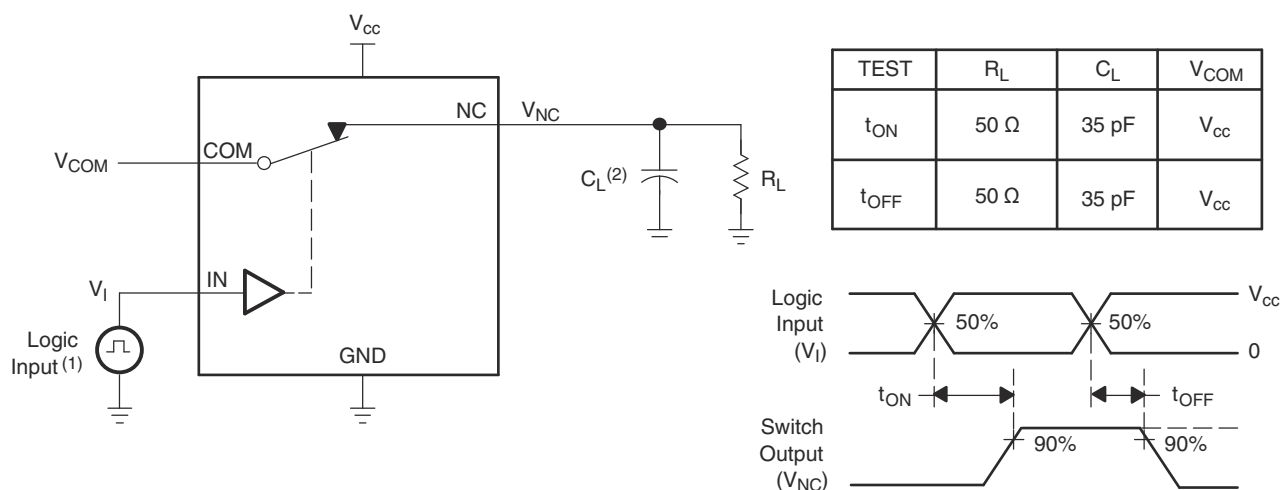 Vcc
NC
VNC
COM
VCOM
CL(2)
RL
IN
VI
Logic
Input(1)
GND
TEST RL CL VCOM
tON 50 Ω 35 pF Vcc
tOFF 50 Ω 35 pF Vcc
Logic
Input
(VI)
50%
50%
Vcc
0
tON
tOFF
Switch
Output
(VNC)
90%
90%